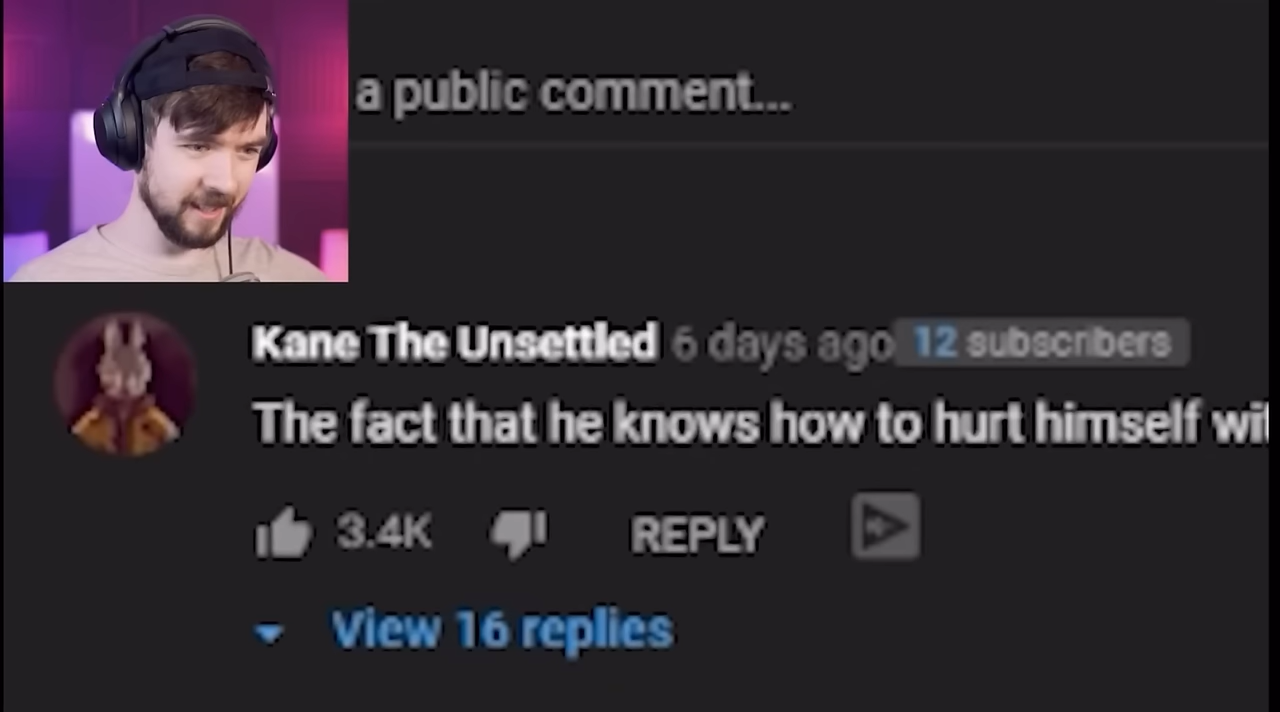 a public comment...
Kane The Unsettled 6 days ago 12 subscribers
The fact that he knows how to hurt himself
3.4K REPLY
View 16 replies